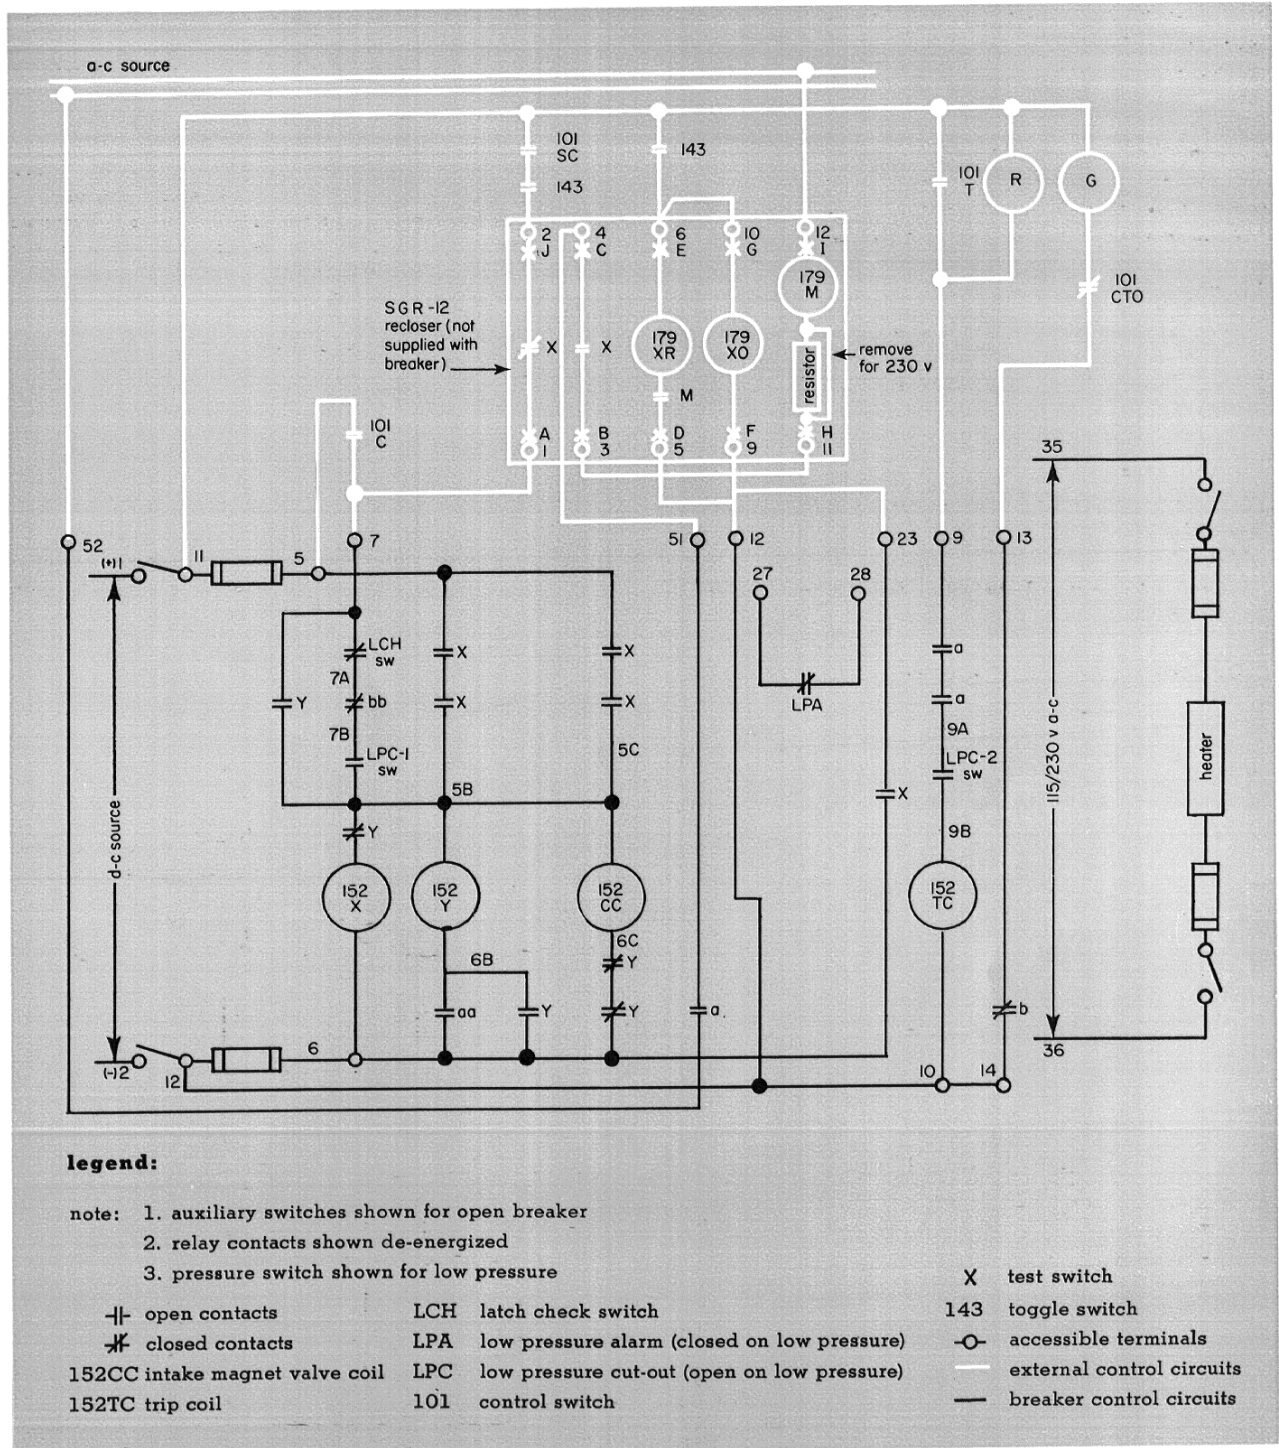 a-c source
101
SC
143
143
101
T
R
G
2
J
4
C
6
E
10
G
12
I
179
M
101
CTO
SGR-12
recloser (not
supplied with
breaker)
X
X
179
XR
179
XO
resistor
remove
for 230 v
M
101
C
A
1
B
3
D
5
F
9
H
11
35
52
(+)1
11
5
7
51
12
23
9
13
27
28
LCH
sw
7A
X
X
a
Y
bb
X
X
LPA
a
7B
9A
LPC-1
sw
5C
LPC-2
sw
115/230 v a-c
heater
5B
X
d-c source
Y
9B
152
X
152
Y
152
CC
152
TC
6C
6B
Y
aa
Y
Y
a
b
(-)2
12
6
10
14
36
legend:
note: 1. auxiliary switches shown for open breaker
2. relay contacts shown de-energized
3. pressure switch shown for low pressure
open contacts
closed contacts
152CC intake magnet valve coil
152TC trip coil
LCH latch check switch
LPA low pressure alarm (closed on low pressure)
LPC low pressure cut-out (open on low pressure)
101 control switch
X test switch
143 toggle switch
accessible terminals
external control circuits
breaker control circuits